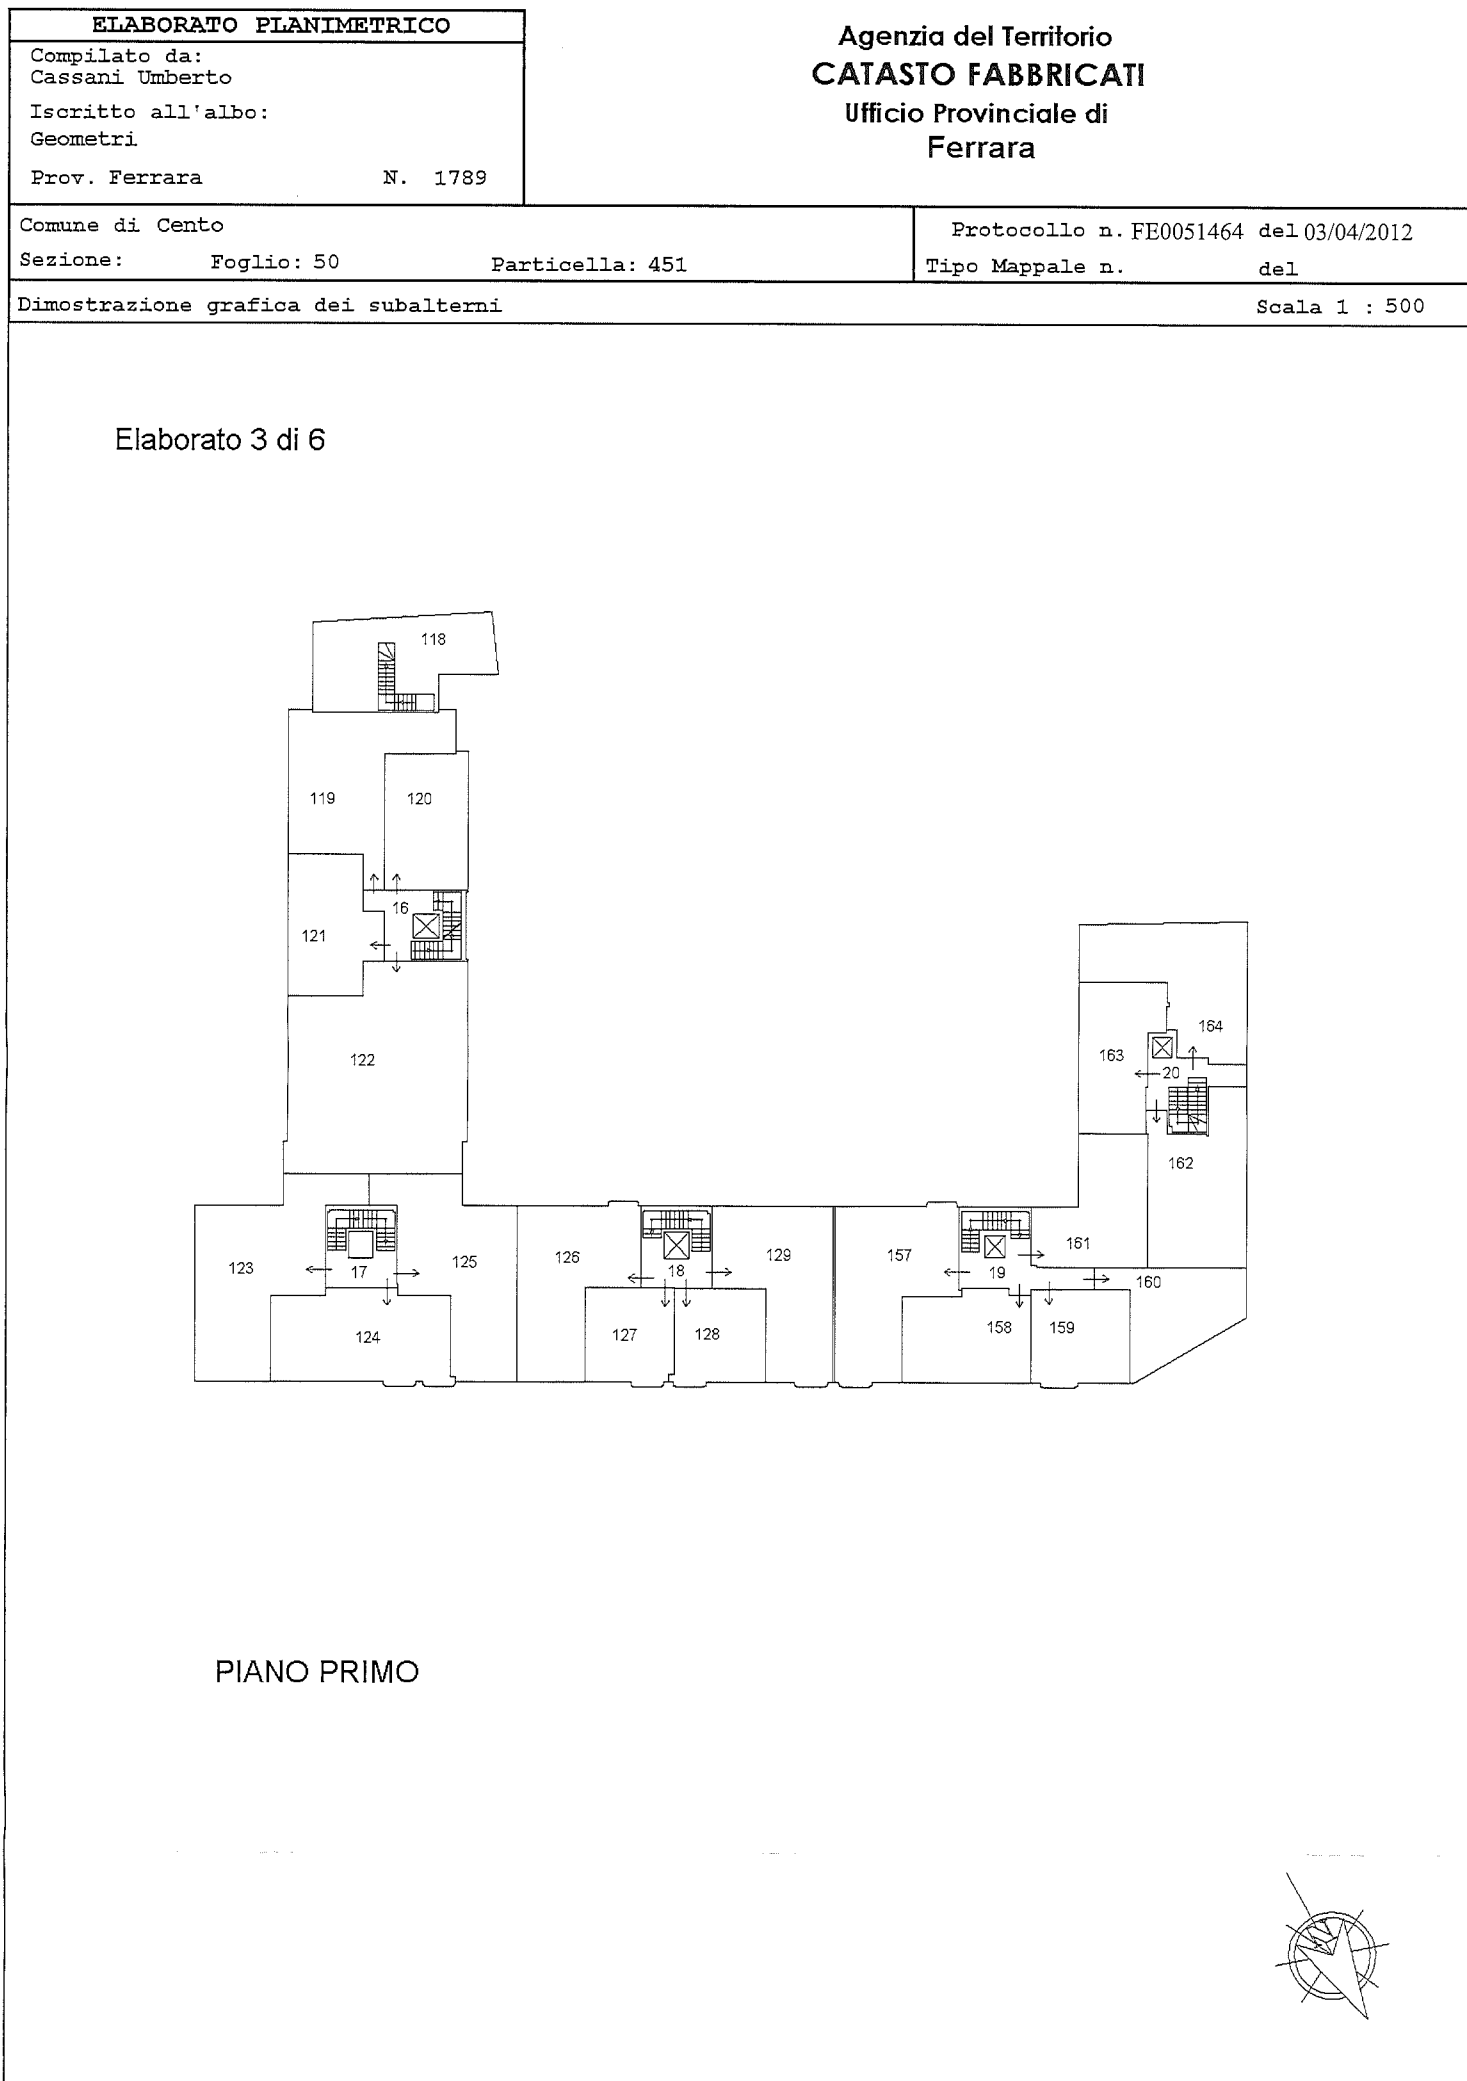 ELABORATO PLANIMETRICO
Compilato da:
Cassani Umberto
Iscritto all'albo:
Geometri
Prov. Ferrara N. 1789
Agenzia del Territorio
CATASTO FABBRICATI
Ufficio Provinciale di
Ferrara
Comune di Cento
Sezione: Foglio: 50 Particella: 451
Protocollo n. FE0051464 del 03/04/2012
Tipo Mappale n. del
Dimostrazione grafica dei subalterni Scala 1 : 500
Elaborato 3 di 6
118
119 120
16
121
122
164
163
20
162
123 17 125 126 18 129 157 19 161
160
124 127 128 158 159
PIANO PRIMO